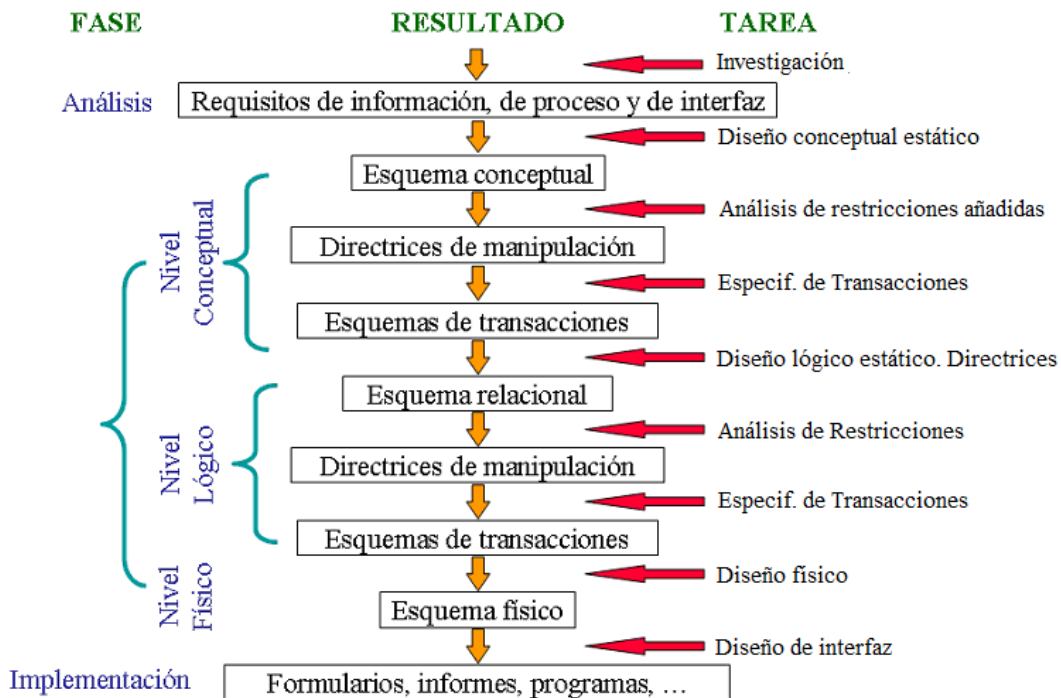 FASE RESULTADO TAREA
Investigación
Análisis Requisitos de información, de proceso y de interfaz
Diseño conceptual estático
Esquema conceptual
Análisis de restricciones añadidas
Nivel
Conceptual
Directrices de manipulación
Especif. de Transacciones
Esquemas de transacciones
Diseño lógico estático. Directrices
Esquema relacional
Análisis de Restricciones
Nivel
Lógico
Directrices de manipulación
Especif. de Transacciones
Esquemas de transacciones
Diseño físico
Nivel
Físico
Esquema físico
Diseño de interfaz
Implementación Formularios, informes, programas, ...